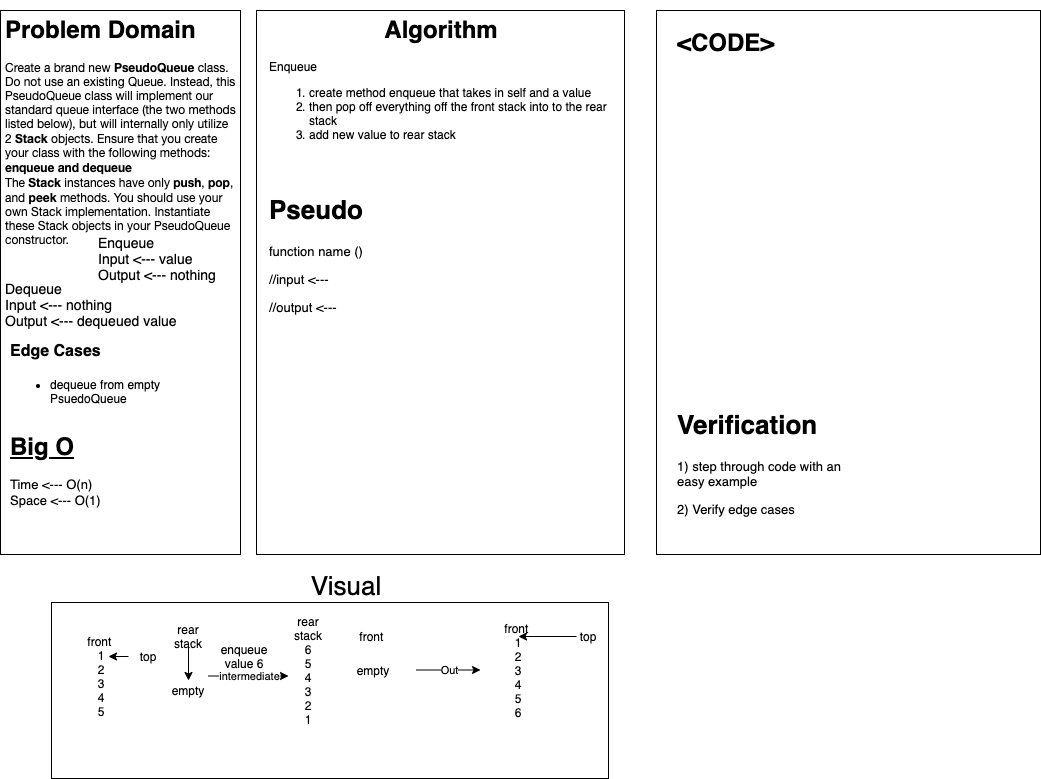 Problem Domain
Create a brand new PseudoQueue class.
Do not use an existing Queue. Instead, this
PseudoQueue class will implement our
standard queue interface (the two methods
listed below), but will internally only utilize
2 Stack objects. Ensure that you create
your class with the following methods:
enqueue and dequeue
The Stack instances have only push, pop,
and peek methods. You should use your
own Stack implementation. Instantiate
these Stack objects in your PseudoQueue
constructor.
Enqueue
Input <--- value
Output <--- nothing
Dequeue
Input <--- nothing
Output <--- dequeued value
Edge Cases
• dequeue from empty
PsuedoQueue
Big O
Time <--- O(n)
Space <--- O(1)
Algorithm
Enqueue
1. create method enqueue that takes in self and a value
2. then pop off everything off the front stack into to the rear
stack
3. add new value to rear stack
Pseudo
function name ()
//input <---
//output <---
<CODE>
Verification
1) step through code with an
easy example
2) Verify edge cases
Visual
front
1
2
3
4
5
top
rear
stack
empty
enqueue
value 6
intermediate
rear
stack
6
5
4
3
2
1
front
empty
Out
front
1
2
3
4
5
6
top